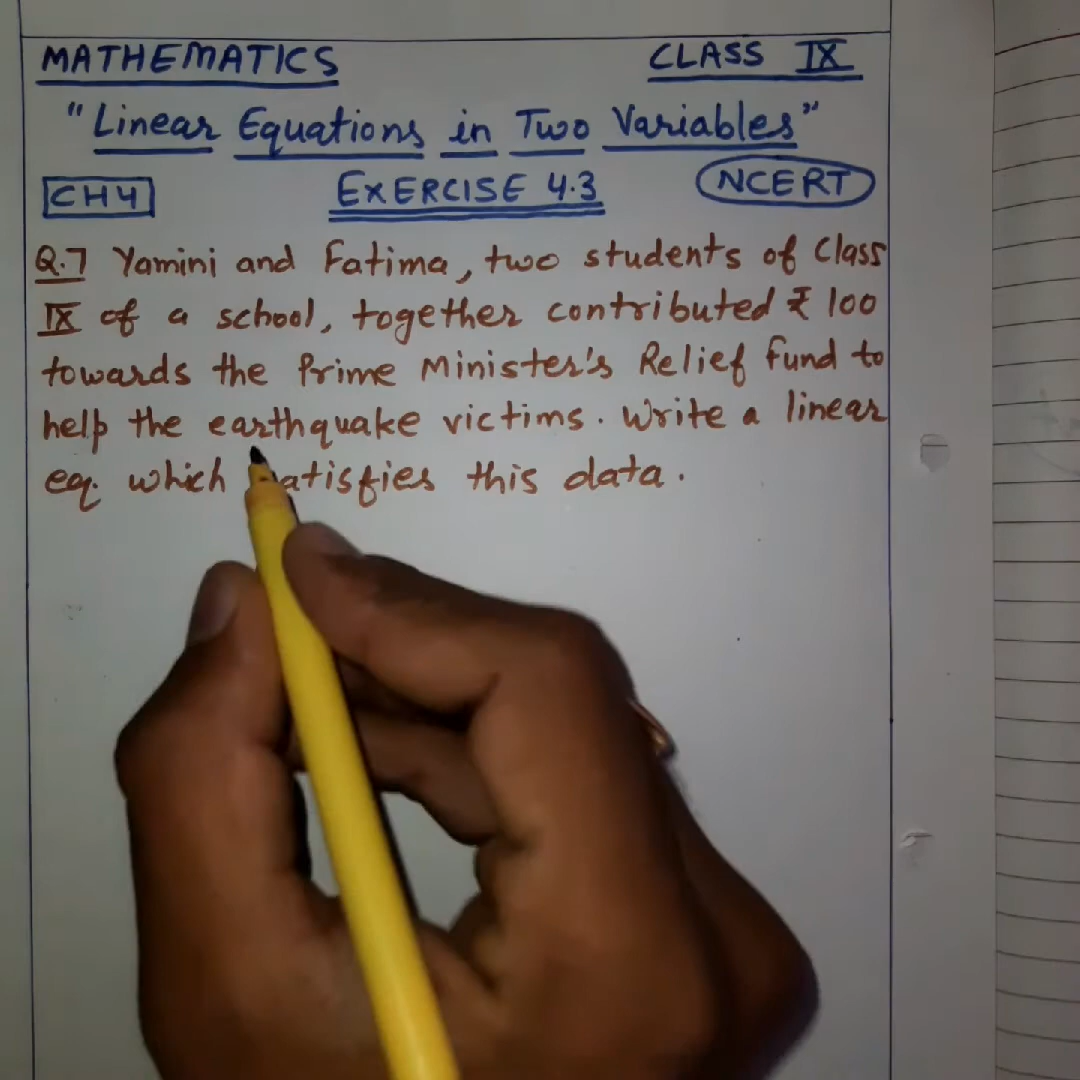 MATHEMATICS CLASS IX
"Linear Equations in Two Variables"
CH4 EXERCISE 4.3 NCERT
Q.7 Yamini and Fatima, two students of Class
IX of a school, together contributed ₹ 100
towards the Prime Minister's Relief Fund to
help the earthquake victims. Write a linear
eq. which satisfies this data.